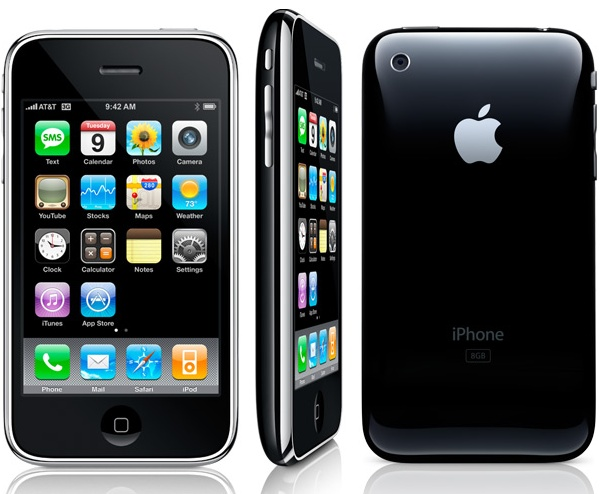 AT&T 3G 9:42 AM
SMS Tuesday 9
Text Calendar Photos Camera
280 73°
YouTube Stocks Maps Weather
Clock Calculator Notes Settings
iTunes App Store
Phone Mail Safari iPod
iPhone
8GB